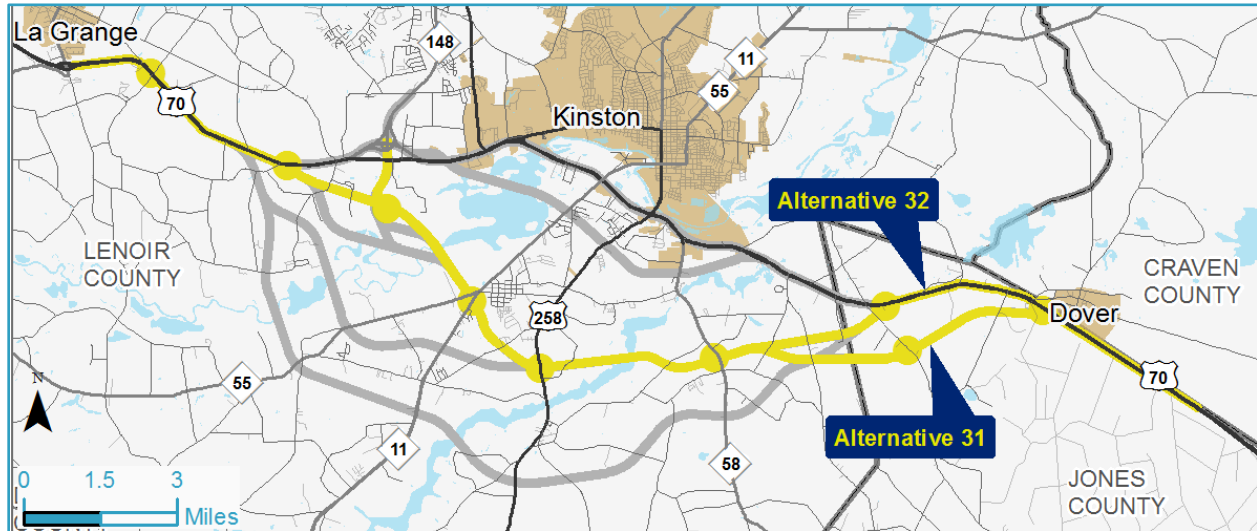 La Grange
148
11
55
70
Kinston
Alternative 32
LENOIR
COUNTY
CRAVEN
COUNTY
258
Dover
70
55
N
Alternative 31
11
58
0 1.5 3
Miles
JONES
COUNTY
COUNTY